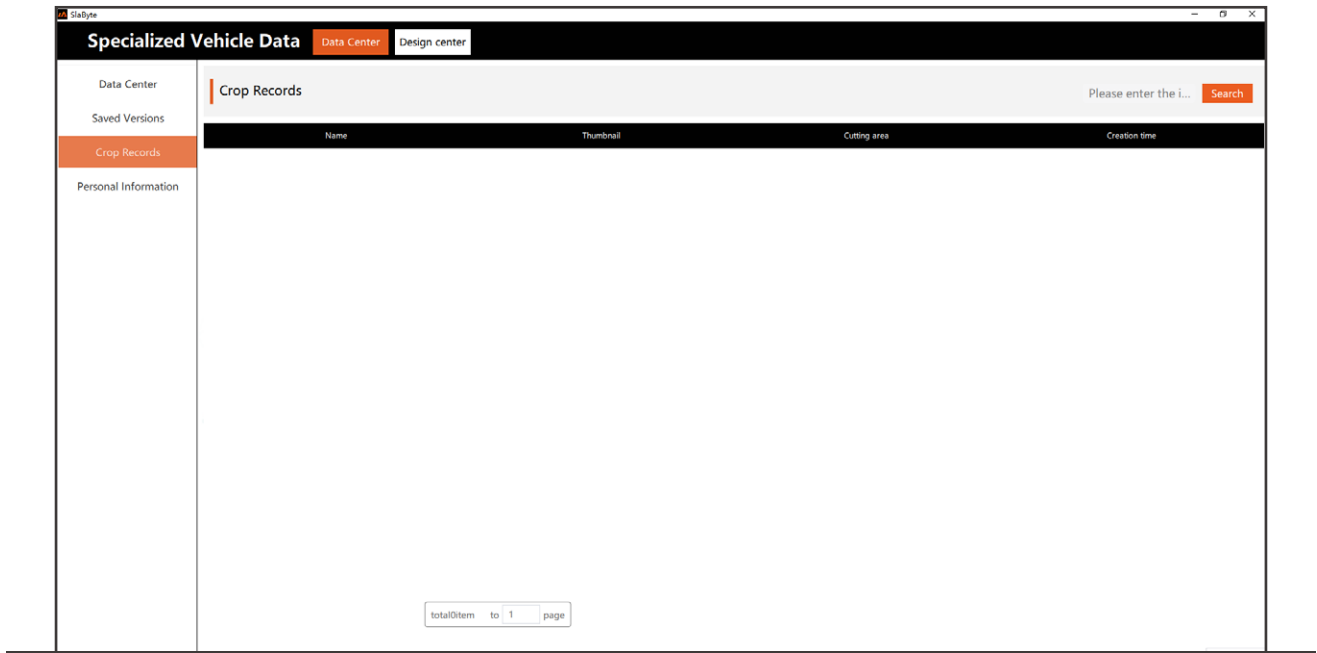 SlaByte
Specialized Vehicle Data Data Center Design center
Data Center
Saved Versions
Crop Records
Personal Information
Crop Records
Please enter the i... Search
Name Thumbnail Cutting area Creation time
total0item to 1 page